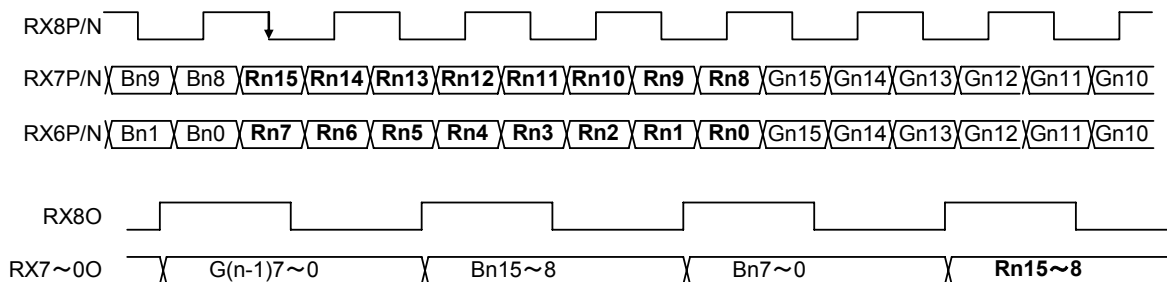 RX8P/N
RX7P/N Bn9 Bn8 Rn15 Rn14 Rn13 Rn12 Rn11 Rn10 Rn9 Rn8 Gn15 Gn14 Gn13 Gn12 Gn11 Gn10
RX6P/N Bn1 Bn0 Rn7 Rn6 Rn5 Rn4 Rn3 Rn2 Rn1 Rn0 Gn15 Gn14 Gn13 Gn12 Gn11 Gn10
RX8O
RX7～0O G(n-1)7～0 Bn15～8 Bn7～0 Rn15～8